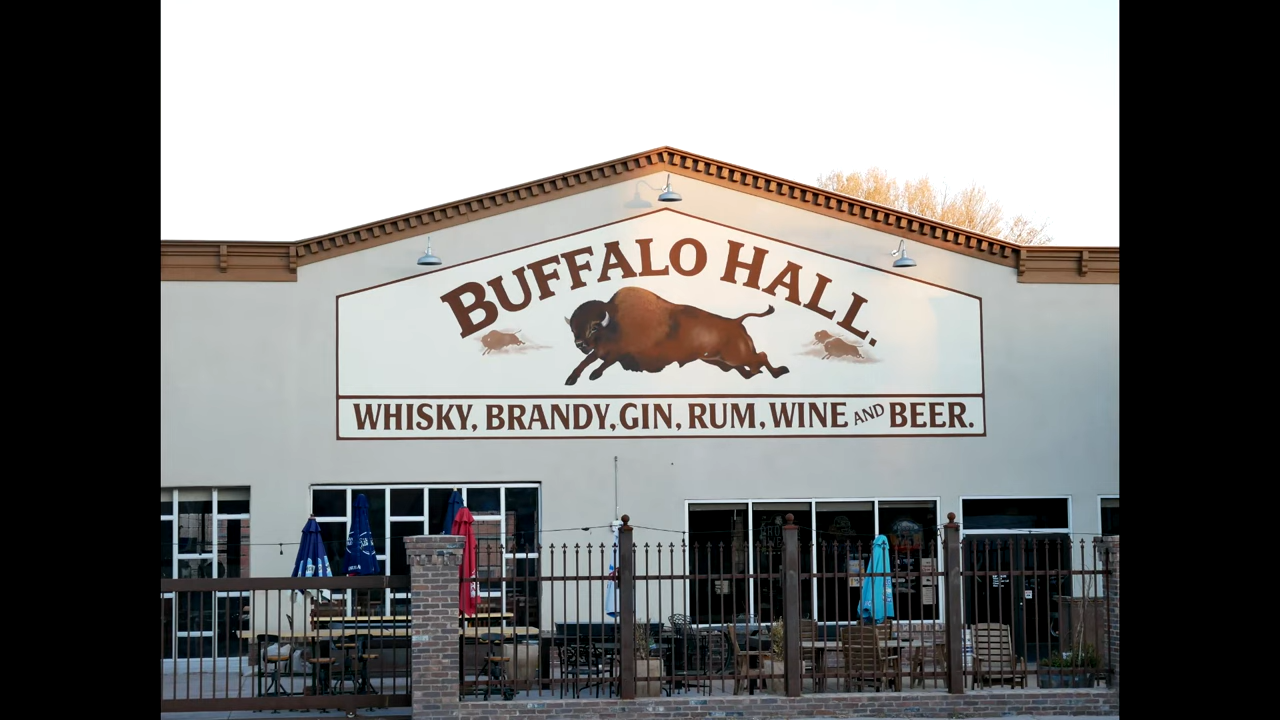 BUFFALO HALL.
WHISKY, BRANDY, GIN, RUM, WINE AND BEER.